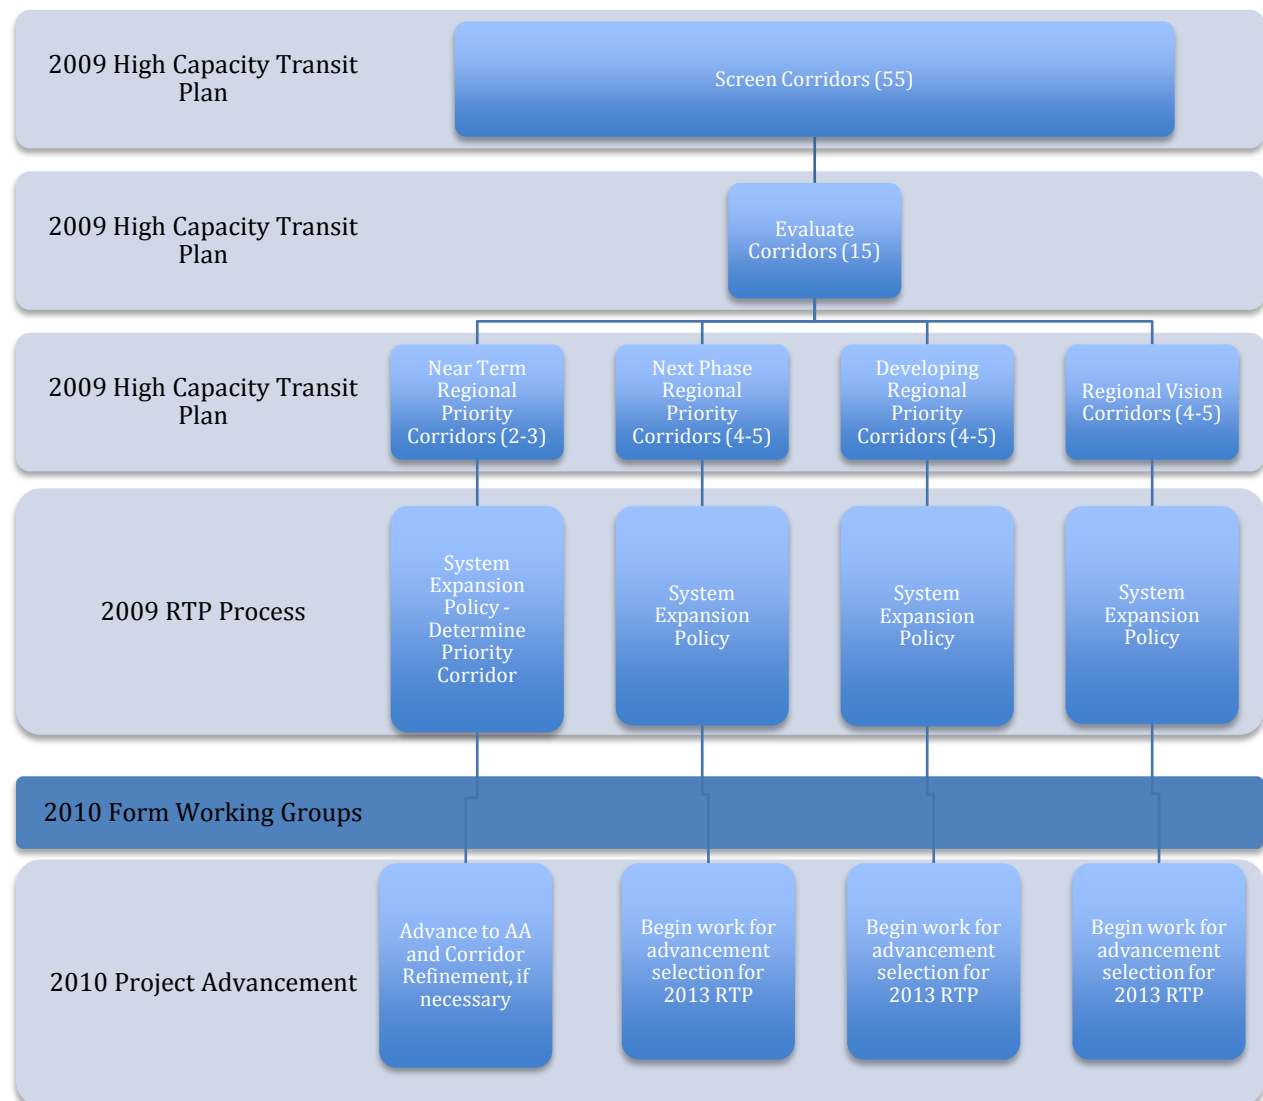 2009 High Capacity Transit
Plan
Screen Corridors (55)
2009 High Capacity Transit
Plan
Evaluate
Corridors (15)
2009 High Capacity Transit
Plan
Near Term
Regional
Priority
Corridors (2-3)
Next Phase
Regional
Priority
Corridors (4-5)
Developing
Regional
Priority
Corridors (4-5)
Regional Vision
Corridors (4-5)
2009 RTP Process
System
Expansion
Policy -
Determine
Priority
Corridor
System
Expansion
Policy
System
Expansion
Policy
System
Expansion
Policy
2010 Form Working Groups
2010 Project Advancement
Advance to AA
and Corridor
Refinement, if
necessary
Begin work for
advancement
selection for
2013 RTP
Begin work for
advancement
selection for
2013 RTP
Begin work for
advancement
selection for
2013 RTP